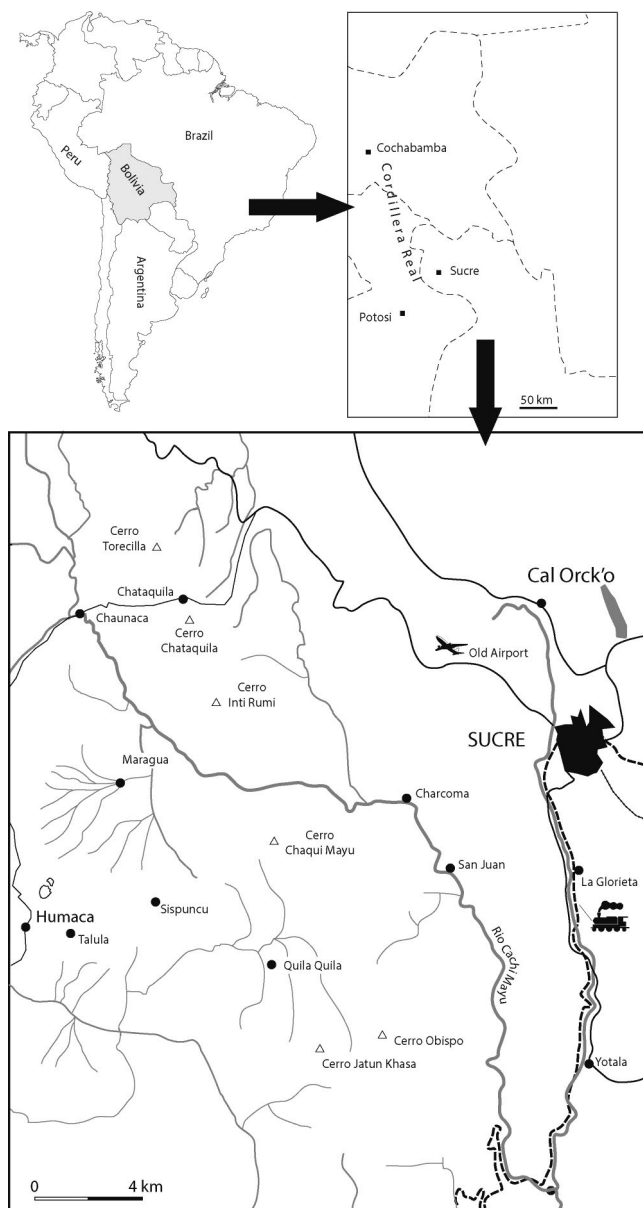 Brazil
Peru
Bolivia
Argentina
Cochabamba
Cordillera Real
Sucre
Potosi
50 km
Cerro
Torecilla
Cal Orck'o
Chataquila
Chaunaca
Cerro
Chataquila
Old Airport
Cerro
Inti Rumi
SUCRE
Maragua
Charcoma
Cerro
Chaqui Mayu
San Juan
La Glorieta
Sispuncu
Humaca
Talula
Rio Cachi Mayu
Quila Quila
Cerro Obispo
Cerro Jatun Khasa
Yotala
0 4 km